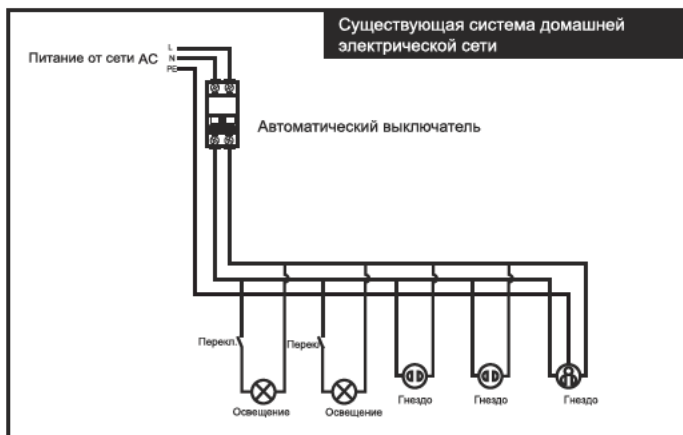 Существующая система домашней
электрической сети
Питание от сети AC
L
N
PE
Автоматический выключатель
Перекл.
Перекл
Освещение
Освещение
Гнездо
Гнездо
Гнездо